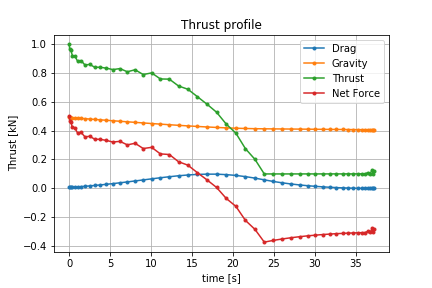 Thrust profile
Thrust [kN]
1.0
0.8
0.6
0.4
0.2
0.0
−0.2
−0.4
Drag
Gravity
Thrust
Net Force
0 5 10 15 20 25 30 35
time [s]